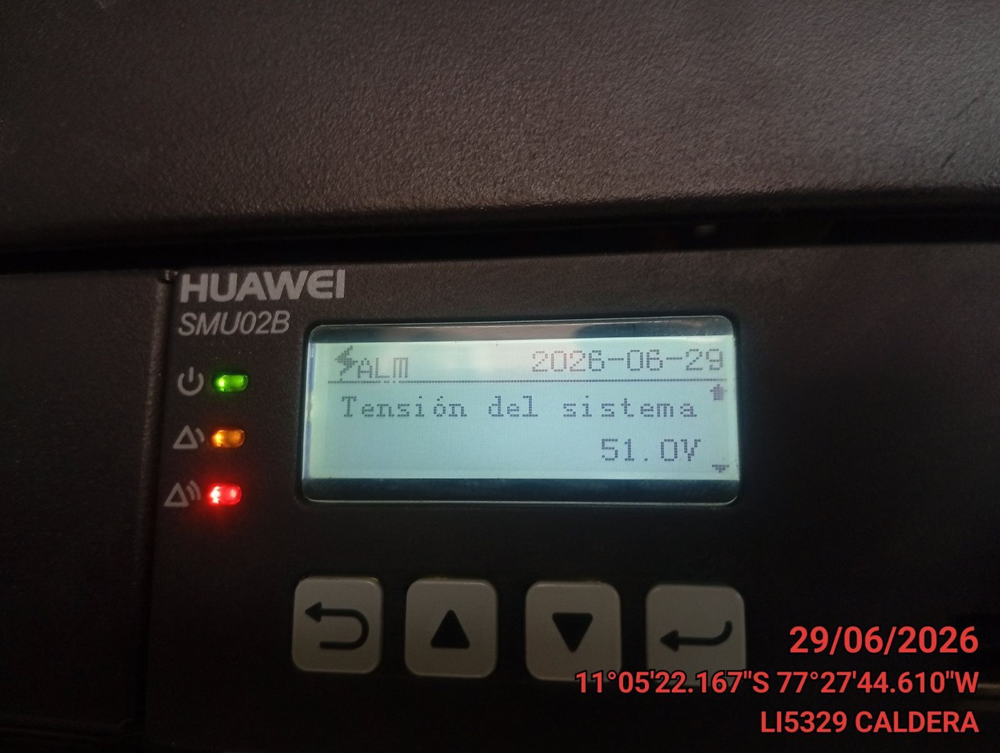 HUAWEI
SMU02B
ALM 2026-06-29
Tensión del sistema
51.0V
29/06/2026
11°05'22.167"S 77°27'44.610"W
LI5329 CALDERA